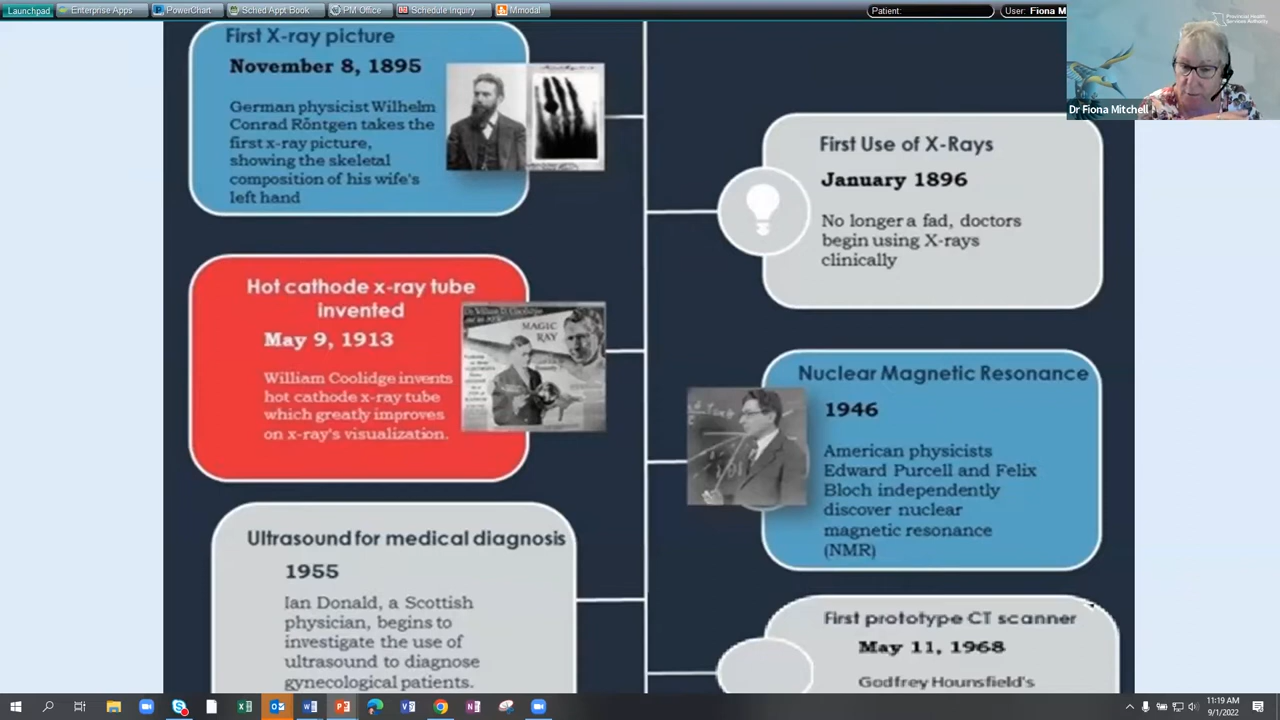 Launchpad Enterprise Apps PowerChart Sched Appt Book PM Office Schedule Inquiry Mmodal Patient: User: Fiona M
Provincial Health
Services Authority
Dr Fiona Mitchell
First X-ray picture
November 8, 1895
German physicist Wilhelm
Conrad Röntgen takes the
first x-ray picture,
showing the skeletal
composition of his wife's
left hand
First Use of X-Rays
January 1896
No longer a fad, doctors
begin using X-rays
clinically
Hot cathode x-ray tube
invented
May 9, 1913
William Coolidge invents
hot cathode x-ray tube
which greatly improves
on x-ray's visualization.
MAGIC
RAY
Nuclear Magnetic Resonance
1946
American physicists
Edward Purcell and Felix
Bloch independently
discover nuclear
magnetic resonance
(NMR)
Ultrasound for medical diagnosis
1955
Ian Donald, a Scottish
physician, begins to
investigate the use of
ultrasound to diagnose
gynecological patients.
First prototype CT scanner
May 11, 1968
Godfrey Hounsfield's
11:19 AM
9/1/2022